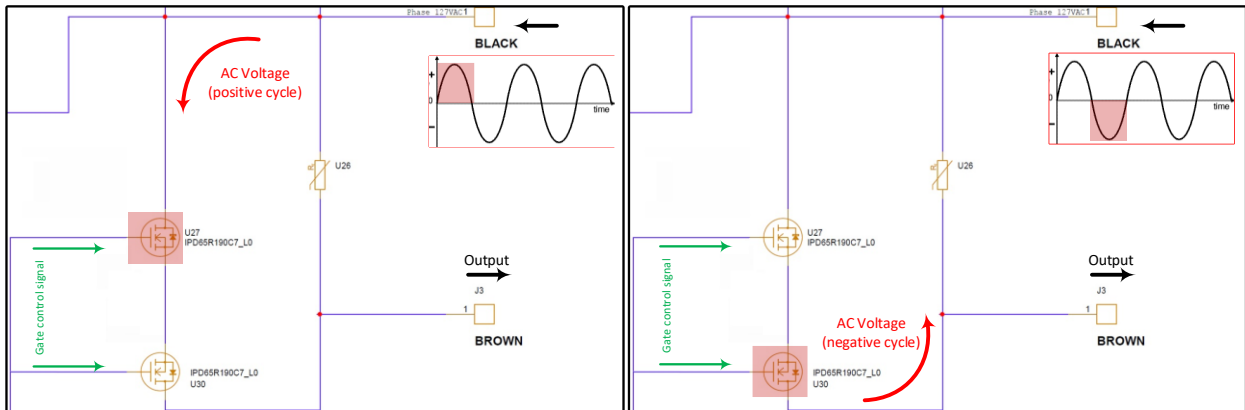 Phase 127VAC 1
BLACK
AC Voltage
(positive cycle)
+
0
–
time
U26
U27
IPD65R190C7_L0
Gate control signal
Output
J3
1
BROWN
IPD65R190C7_L0
U30
Phase 127VAC 1
BLACK
+
0
–
time
U26
U27
IPD65R190C7_L0
Gate control signal
Output
J3
1
BROWN
AC Voltage
(negative cycle)
IPD65R190C7_L0
U30